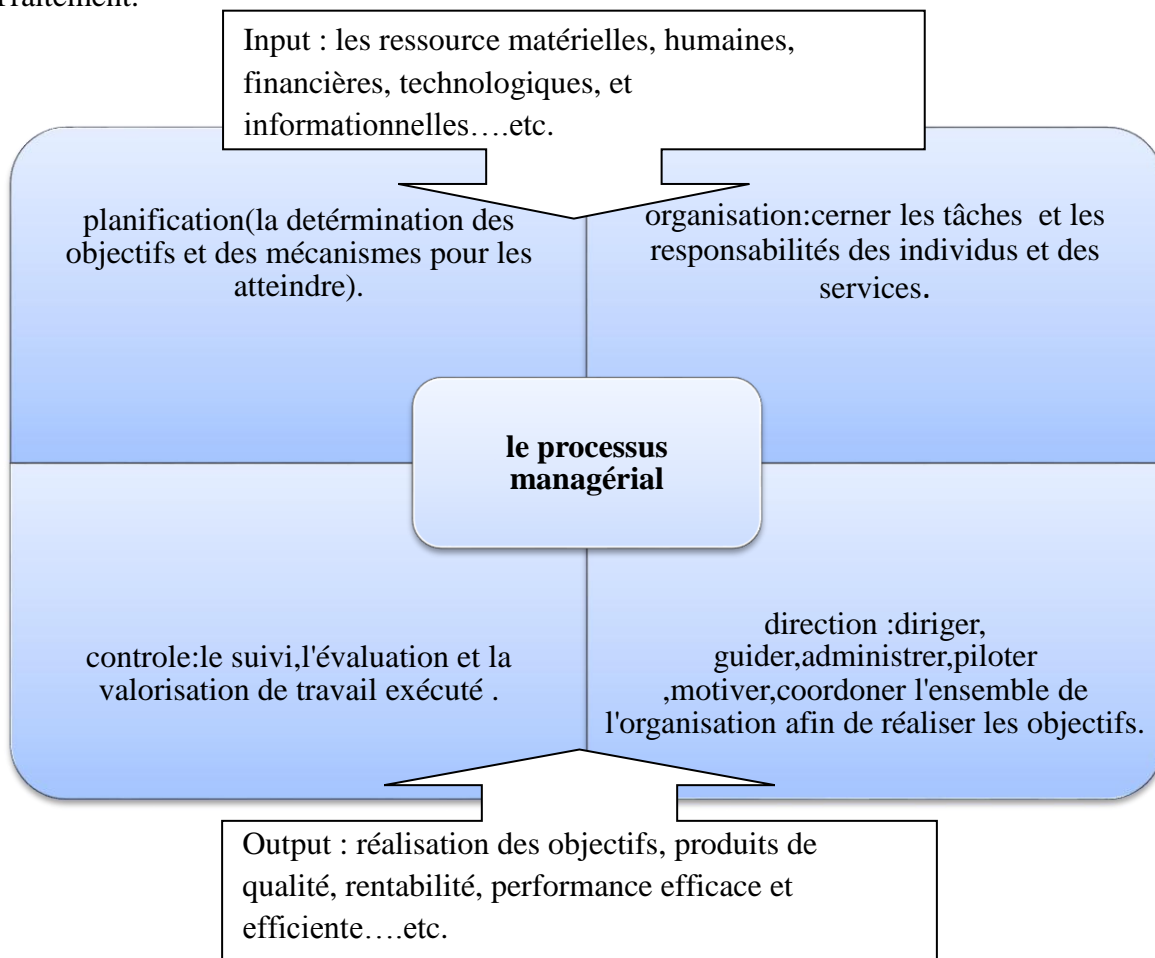 Traitement.
Input : les ressource matérielles, humaines,
financières, technologiques, et
informationnelles….etc.
planification(la detérmination des
objectifs et des mécanismes pour les
atteindre).
organisation:cerner les tâches et les
responsabilités des individus et des
services.
le processus
managérial
controle:le suivi,l'évaluation et la
valorisation de travail exécuté .
direction :diriger,
guider,administrer,piloter
,motiver,coordoner l'ensemble de
l'organisation afin de réaliser les objectifs.
Output : réalisation des objectifs, produits de
qualité, rentabilité, performance efficace et
efficiente….etc.